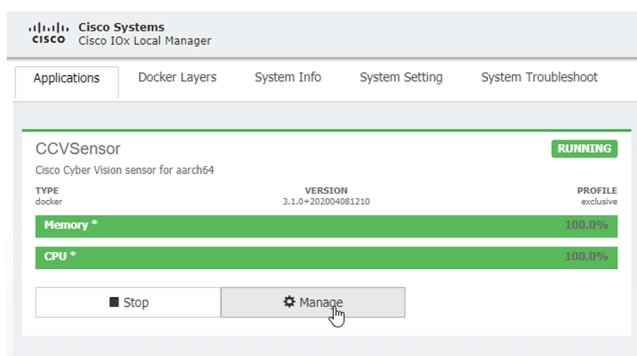 Cisco Systems
CISCO Cisco IOx Local Manager
Applications Docker Layers System Info System Setting System Troubleshoot
CCVSensor RUNNING
Cisco Cyber Vision sensor for aarch64
TYPE VERSION PROFILE
docker 3.1.0+202004081210 exclusive
Memory * 100.0%
CPU * 100.0%
Stop Manage